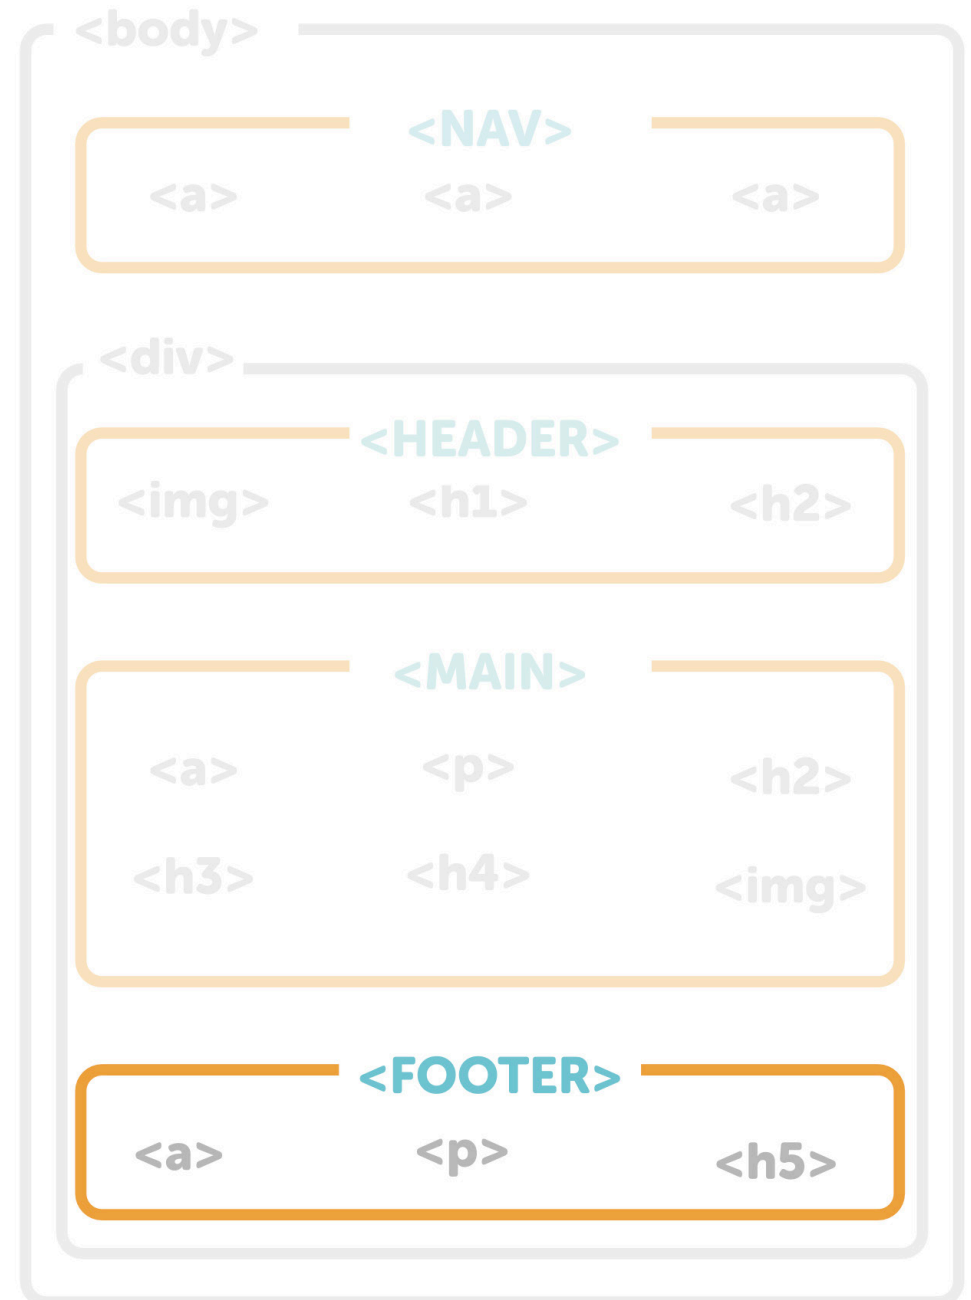 <body>
<NAV>
<a> <a> <a>
<div>
<HEADER>
<img> <h1> <h2>
<MAIN>
<a> <p> <h2>
<h3> <h4> <img>
<FOOTER>
<a> <p> <h5>